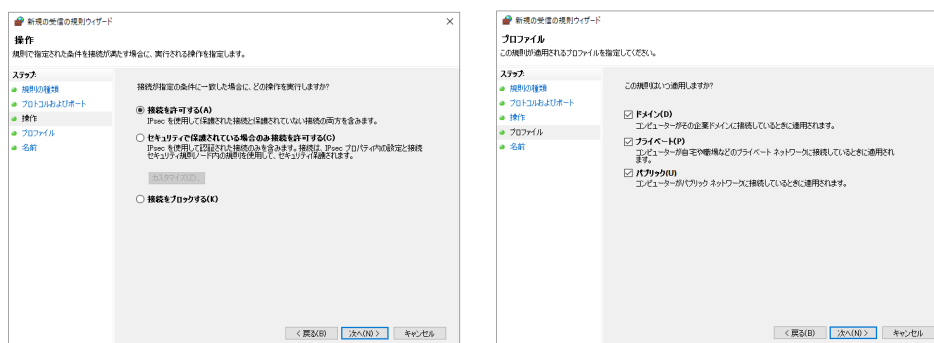 新規の受信の規則ウィザード
操作
規則で指定された条件を接続が満たす場合に、実行される操作を指定します。
ステップ:
規則の種類
プロトコルおよびポート
操作
プロファイル
名前
接続が指定の条件に一致した場合に、どの操作を実行しますか?
接続を許可する(A)
IPsec を使用して保護された接続と保護されていない接続の両方を含みます。
セキュリティで保護されている場合のみ接続を許可する(C)
IPsec を使用して認証された接続のみを含みます。接続は、IPsec プロパティ内の設定と接続
セキュリティ規則ノード内の規則を使用して、セキュリティ保護されます。
カスタマイズ(Z)...
接続をブロックする(K)
< 戻る(B)
次へ(N) >
キャンセル
新規の受信の規則ウィザード
プロファイル
この規則が適用されるプロファイルを指定してください。
ステップ:
規則の種類
プロトコルおよびポート
操作
プロファイル
名前
この規則はいつ適用しますか?
ドメイン(D)
コンピューターがその企業ドメインに接続しているときに適用されます。
プライベート(P)
コンピューターが自宅や職場などのプライベート ネットワークに接続しているときに適用され
ます。
パブリック(U)
コンピューターがパブリック ネットワークに接続しているときに適用されます。
< 戻る(B)
次へ(N) >
キャンセル